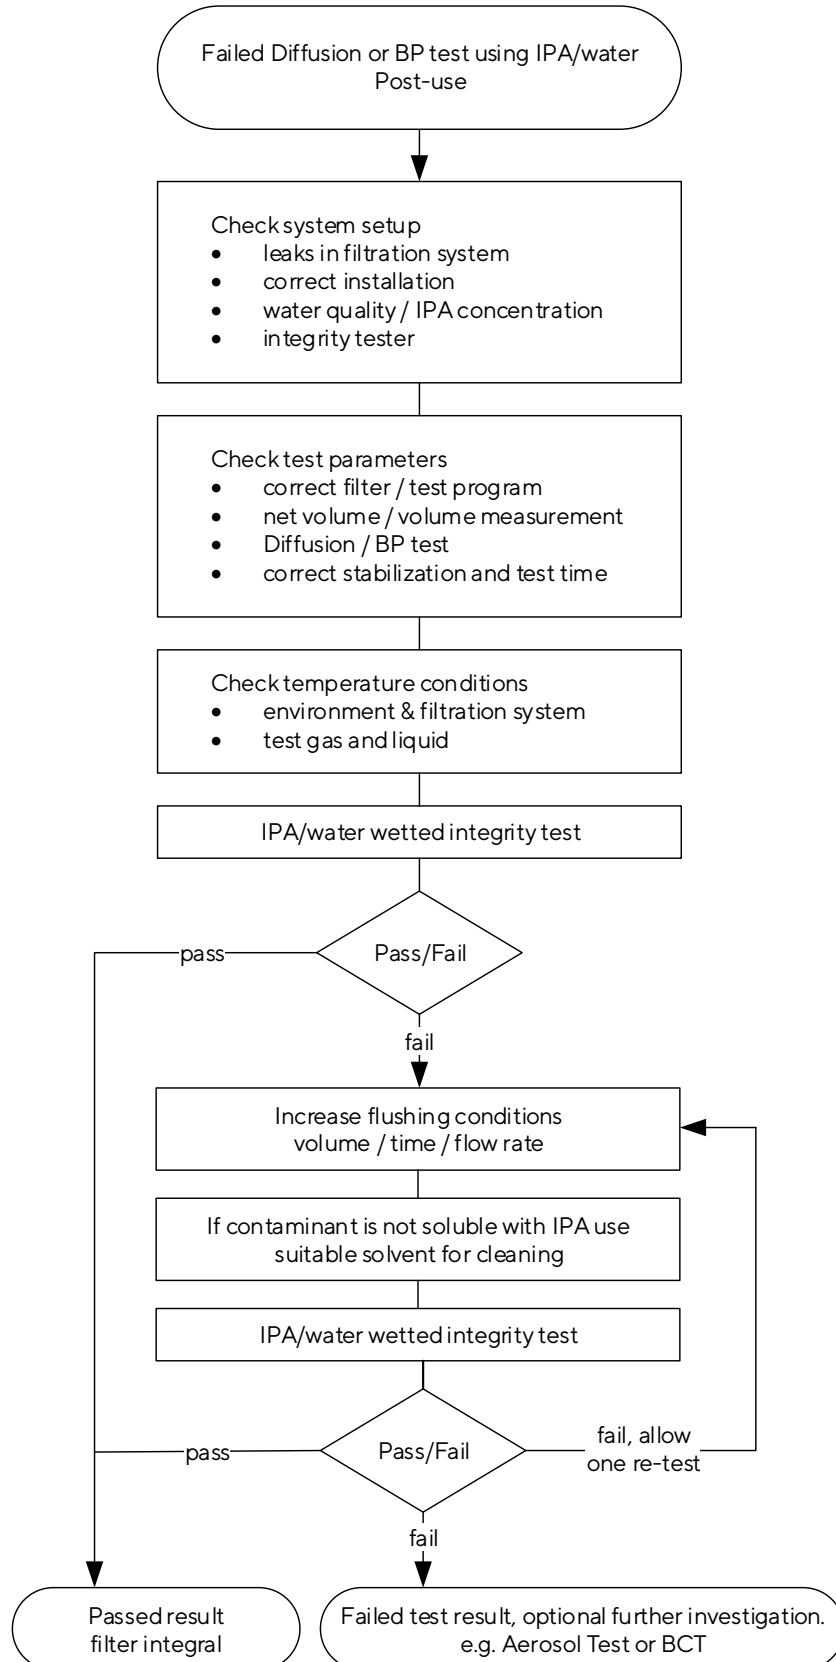 Failed Diffusion or BP test using IPA/water
Post-use
Check system setup
• leaks in filtration system
• correct installation
• water quality / IPA concentration
• integrity tester
Check test parameters
• correct filter / test program
• net volume / volume measurement
• Diffusion / BP test
• correct stabilization and test time
Check temperature conditions
• environment & filtration system
• test gas and liquid
IPA/water wetted integrity test
Pass/Fail
pass
fail
Increase flushing conditions
volume / time / flow rate
If contaminant is not soluble with IPA use
suitable solvent for cleaning
IPA/water wetted integrity test
Pass/Fail
pass
fail, allow
one re-test
fail
Passed result
filter integral
Failed test result, optional further investigation.
e.g. Aerosol Test or BCT